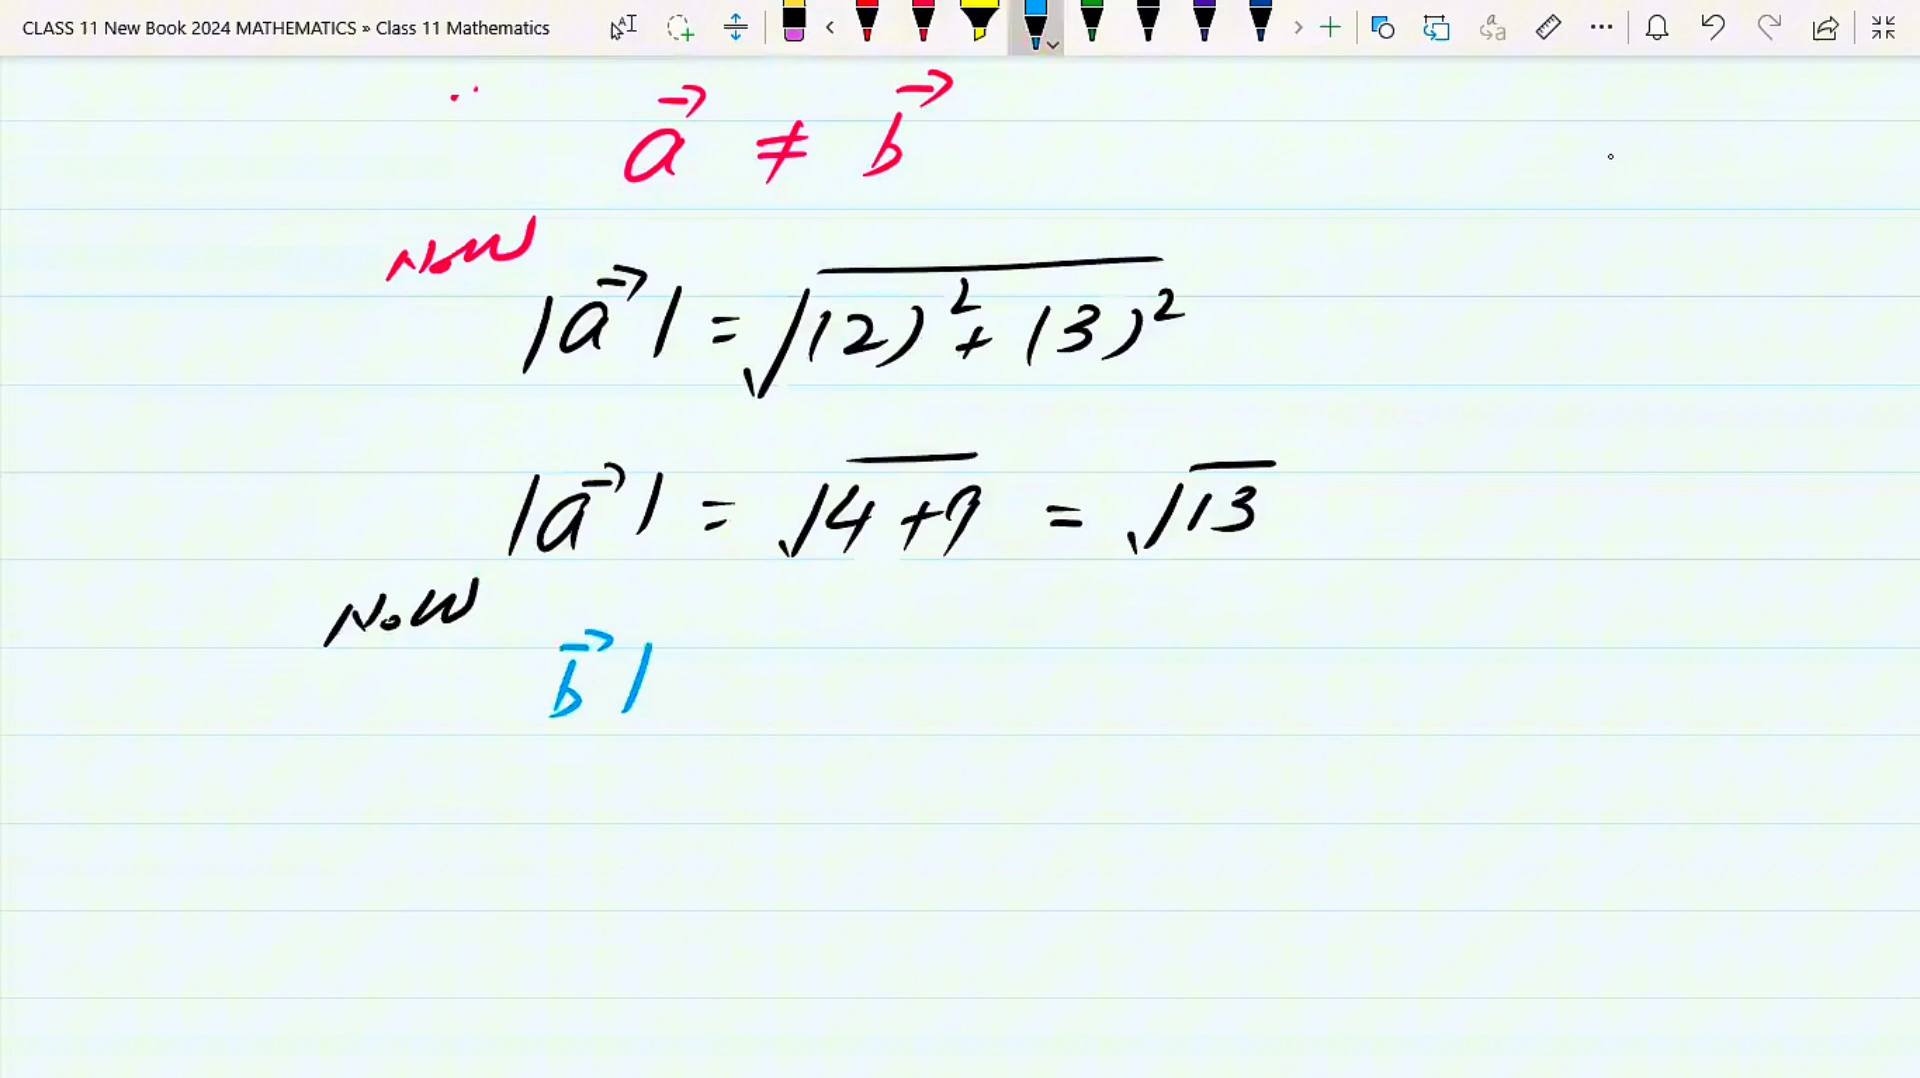 CLASS 11 New Book 2024 MATHEMATICS » Class 11 Mathematics
∴ a⃗ ≠ b⃗
Now
|a⃗| = √((2)² + (3)²)
|a⃗| = √(4+9) = √13
Now
b⃗|